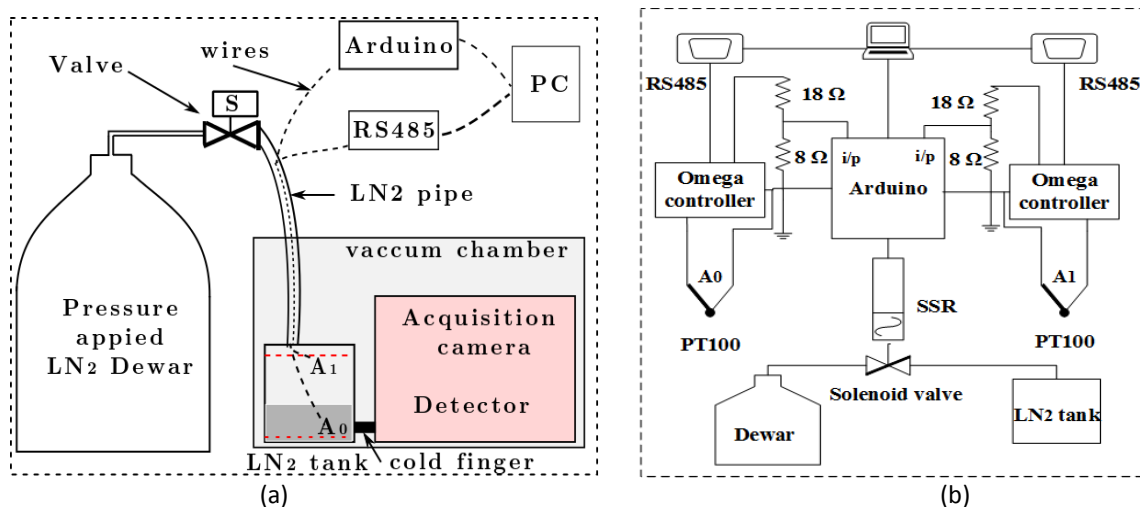 wires
Arduino
PC
Valve
S
RS485
LN2 pipe
vaccum chamber
Pressure
appied
LN2 Dewar
Acquisition
camera
Detector
A1
A0
LN2 tank
cold finger
(a)
RS485
RS485
18 Ω
18 Ω
8 Ω
8 Ω
i/p
i/p
Arduino
Omega
controller
Omega
controller
A0
A1
PT100
PT100
SSR
Solenoid valve
Dewar
LN2 tank
(b)